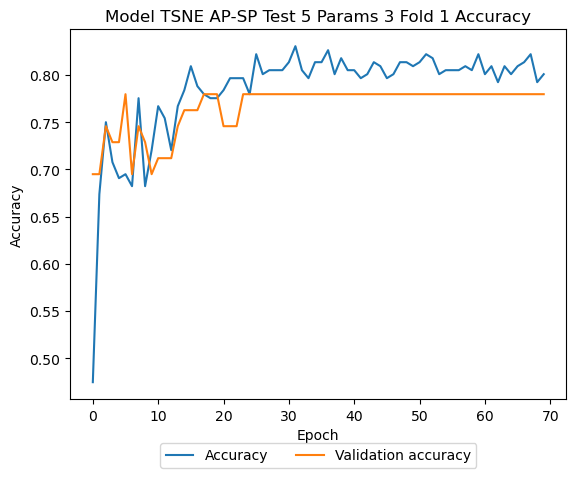 Model TSNE AP-SP Test 5 Params 3 Fold 1 Accuracy
Accuracy
0.80
0.75
0.70
0.65
0.60
0.55
0.50
0 10 20 30 40 50 60 70
Epoch
Accuracy Validation accuracy